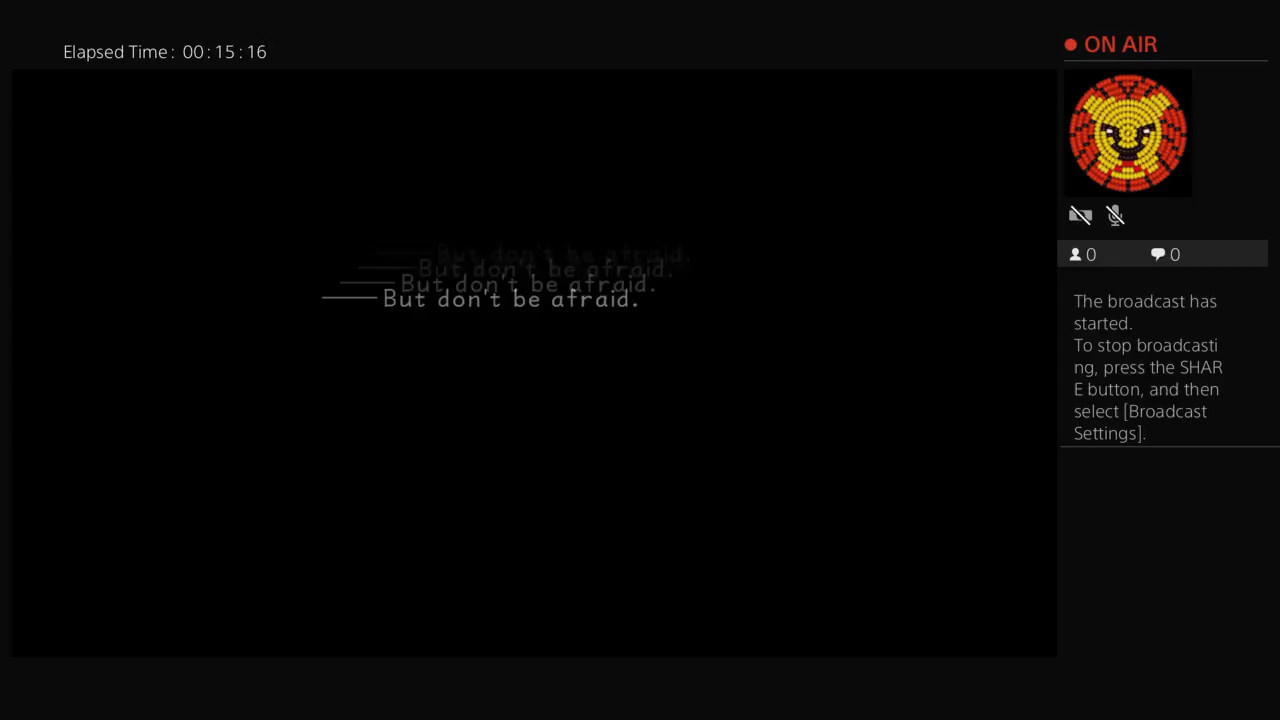 Elapsed Time: 00:15:16
ON AIR
But don't be afraid.
But don't be afraid.
But don't be afraid.
——But don't be afraid.
0 0
The broadcast has
started.
To stop broadcasti
ng, press the SHAR
E button, and then
select [Broadcast
Settings].